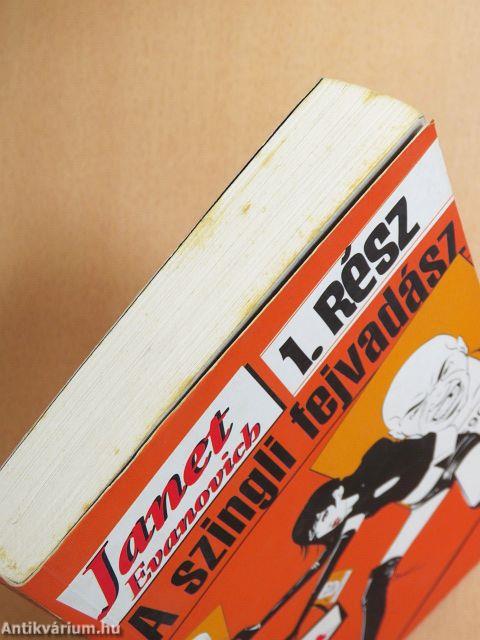 Janet
Evanovich
1. Rész
A szingli fejvadász
Antikvárium.hu